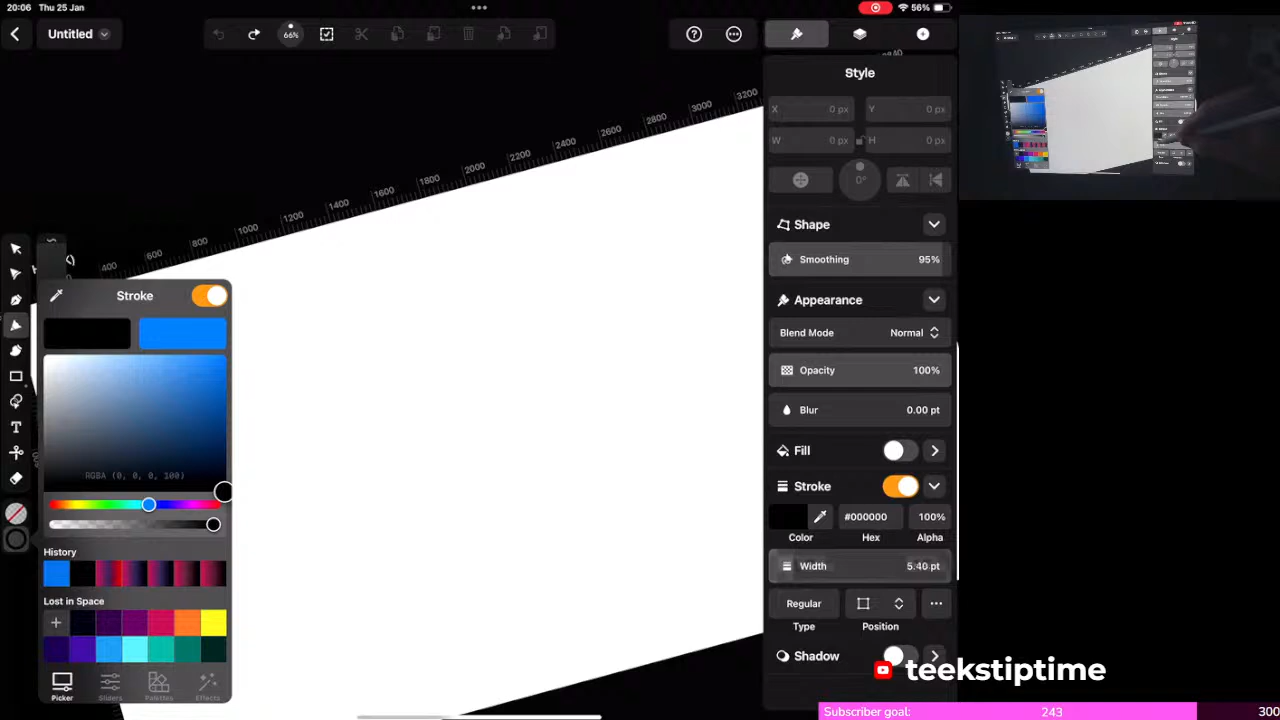 20:06 Thu 25 Jan
56%
Untitled
66%
Style
X 0 px Y 0 px
W 0 px H 0 px
0°
Shape
Smoothing 95%
Appearance
Blend Mode Normal
Opacity 100%
Blur 0.00 pt
Fill
Stroke
#000000 100%
Color Hex Alpha
Width 5.40 pt
Regular
Type Position
Shadow
400 600 800 1000 1200 1400 1600 1800 2000 2200 2600 2800 3000 3200
Stroke
RGBA (0, 0, 0, 100)
History
Lost in Space
Picker Sliders Palettes Effects
teekstiptime
Subscriber goal: 243 300